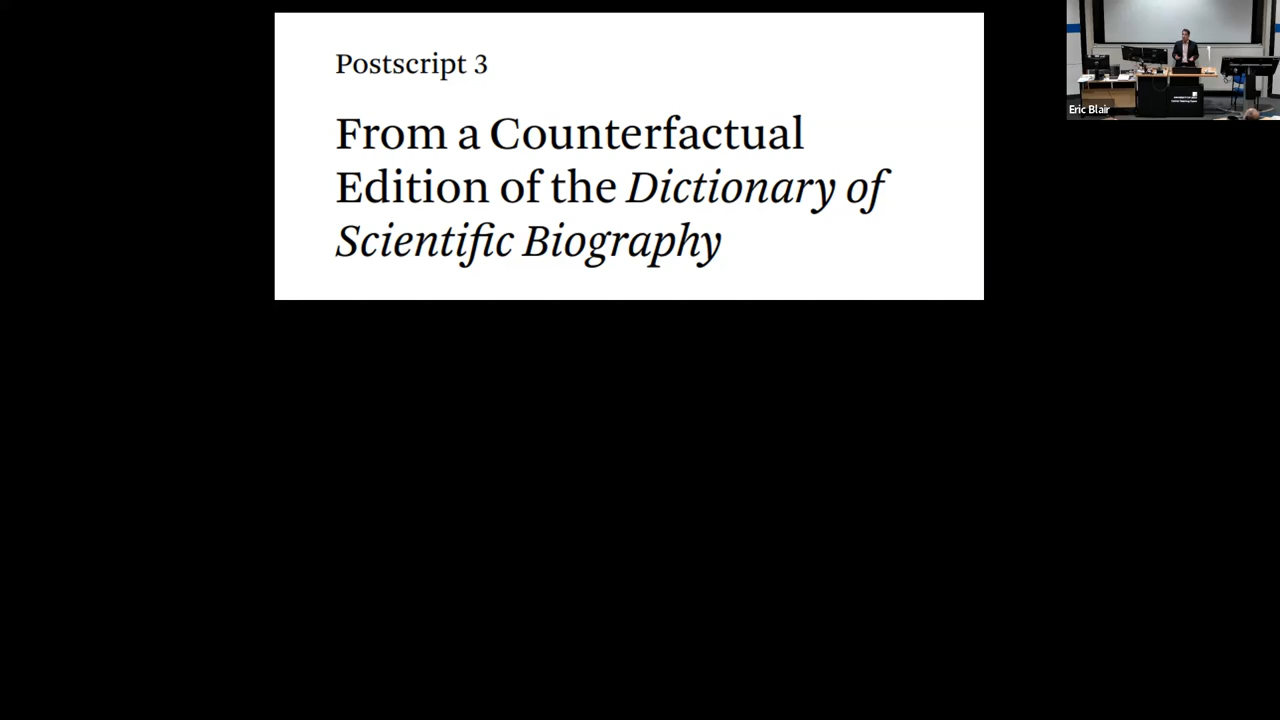 Postscript 3
From a Counterfactual
Edition of the Dictionary of
Scientific Biography
Eric Blair